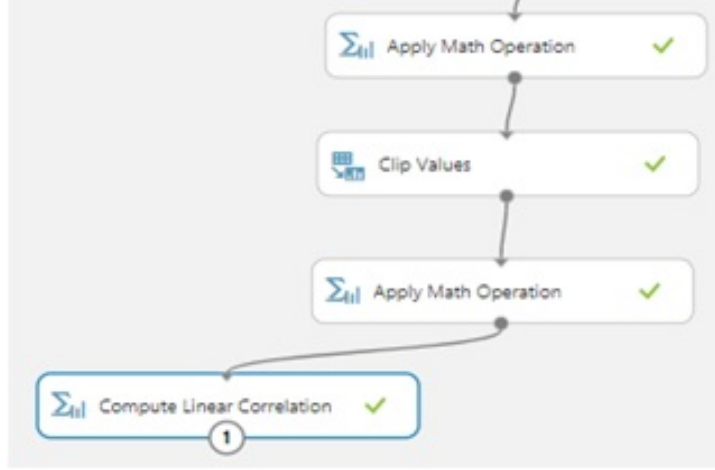 Apply Math Operation
Clip Values
Apply Math Operation
Compute Linear Correlation
1